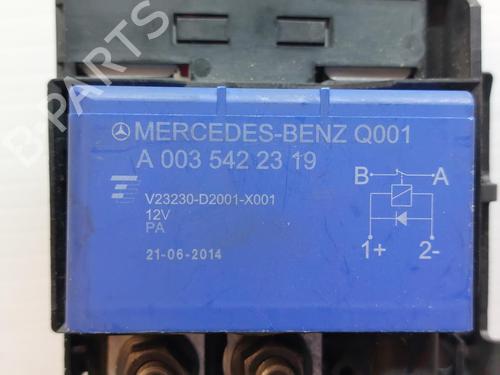 B-PARTS
MERCEDES-BENZ Q001
A 003 542 23 19
V23230-D2001-X001
12V
PA
21-06-2014
B A
1+ 2-